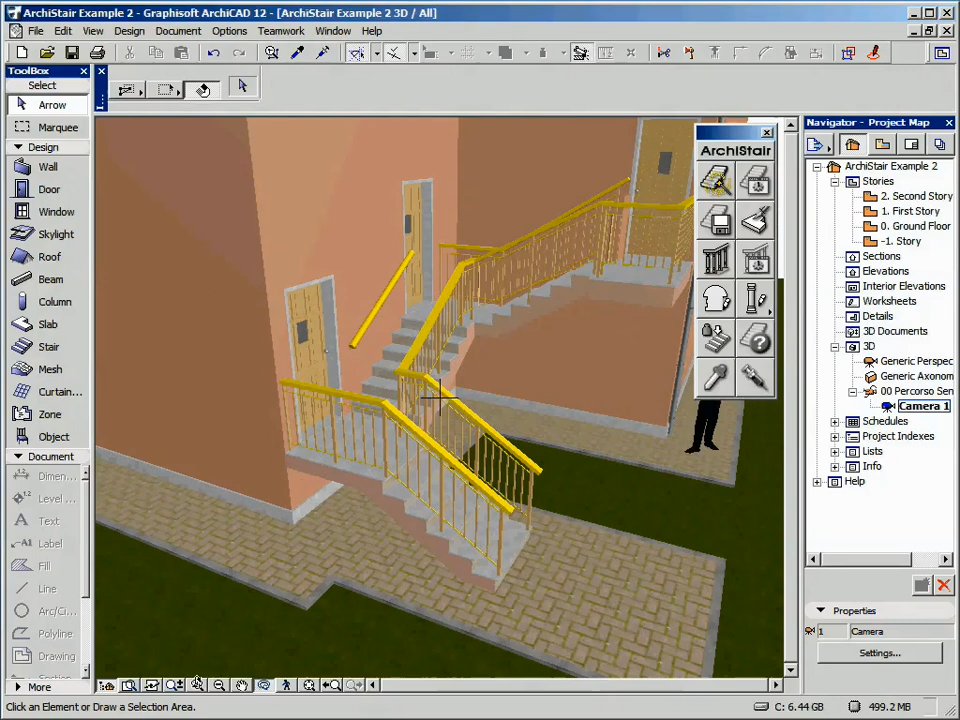 ArchiStair Example 2 - Graphisoft ArchiCAD 12 - [ArchiStair Example 2 3D / All]
File Edit View Design Document Options Teamwork Window Help
ToolBox
Select
Arrow
Marquee
Design
Wall
Door
Window
Skylight
Roof
Beam
Column
Slab
Stair
Mesh
Curtain...
Zone
Object
Document
Dimen...
Level ...
Text
Label
Fill
Line
Arc/Ci...
Polyline
Drawing
More
ArchiStair
Navigator - Project Map
ArchiStair Example 2
Stories
2. Second Story
1. First Story
0. Ground Floor
-1. Story
Sections
Elevations
Interior Elevations
Worksheets
Details
3D Documents
3D
Generic Perspec
Generic Axonom
00 Percorso Sen
Camera 1
Schedules
Project Indexes
Lists
Info
Help
Properties
1 Camera
Settings...
Click an Element or Draw a Selection Area.
C: 6.44 GB
499.2 MB